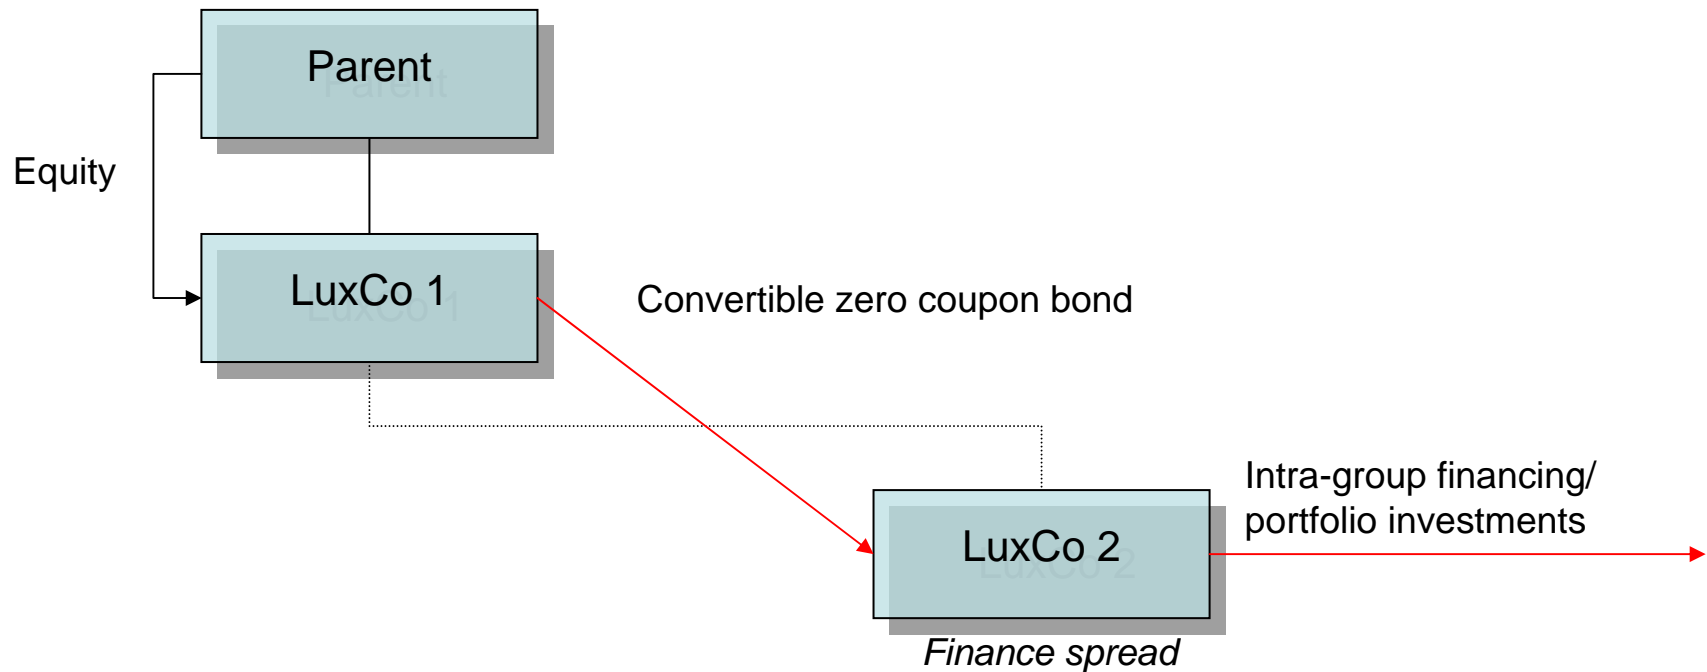 Parent
Equity
LuxCo 1
Convertible zero coupon bond
Intra-group financing/
portfolio investments
LuxCo 2
Finance spread